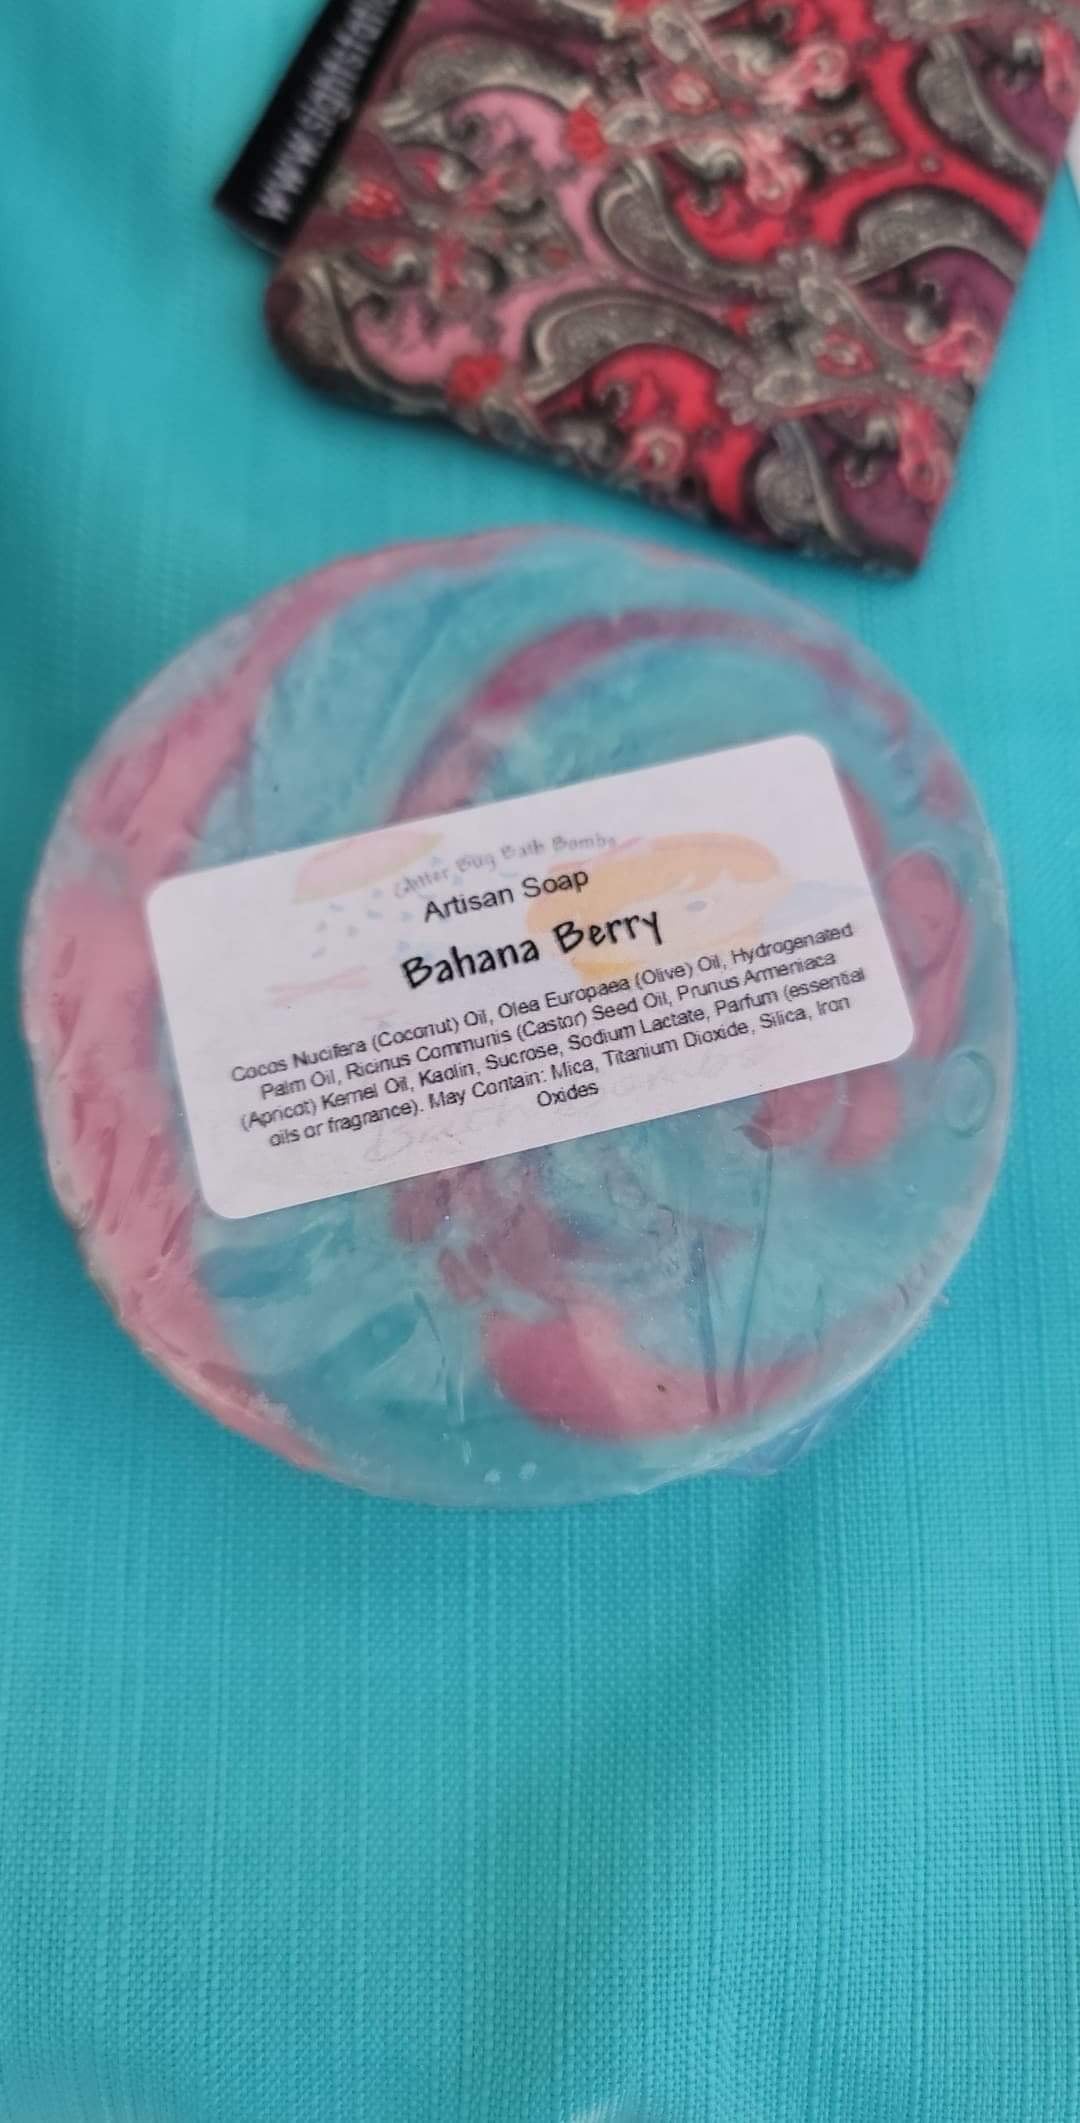 www.sightsta
Glitter Bug Bath Bombs
Artisan Soap
Bahana Berry
Cocos Nucifera (Coconut) Oil, Olea Europaea (Olive) Oil, Hydrogenated
Palm Oil, Ricinus Communis (Castor) Seed Oil, Prunus Armeniaca
(Apricot) Kernel Oil, Kaolin, Sucrose, Sodium Lactate, Parfum (essential
oils or fragrance). May Contain: Mica, Titanium Dioxide, Silica, Iron
Oxides